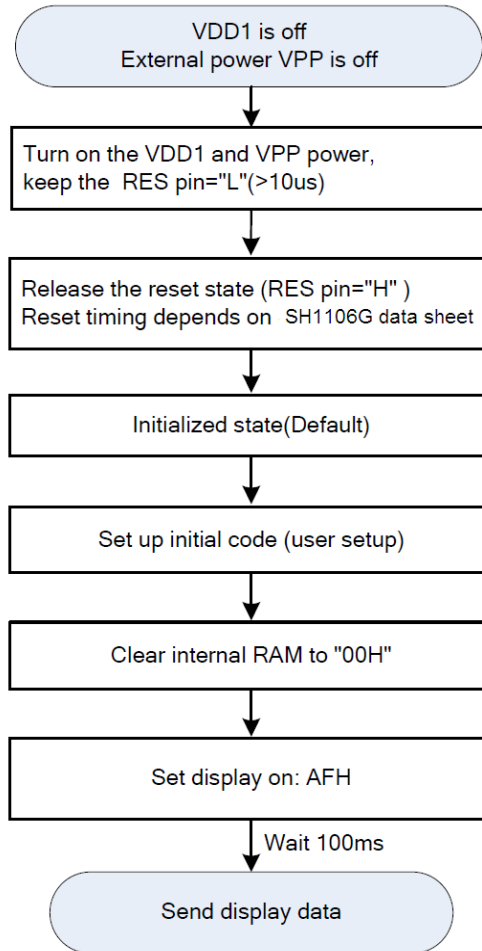 VDD1 is off
External power VPP is off
Turn on the VDD1 and VPP power,
keep the RES pin="L"(>10us)
Release the reset state (RES pin="H" )
Reset timing depends on SH1106G data sheet
Initialized state(Default)
Set up initial code (user setup)
Clear internal RAM to "00H"
Set display on: AFH
Wait 100ms
Send display data